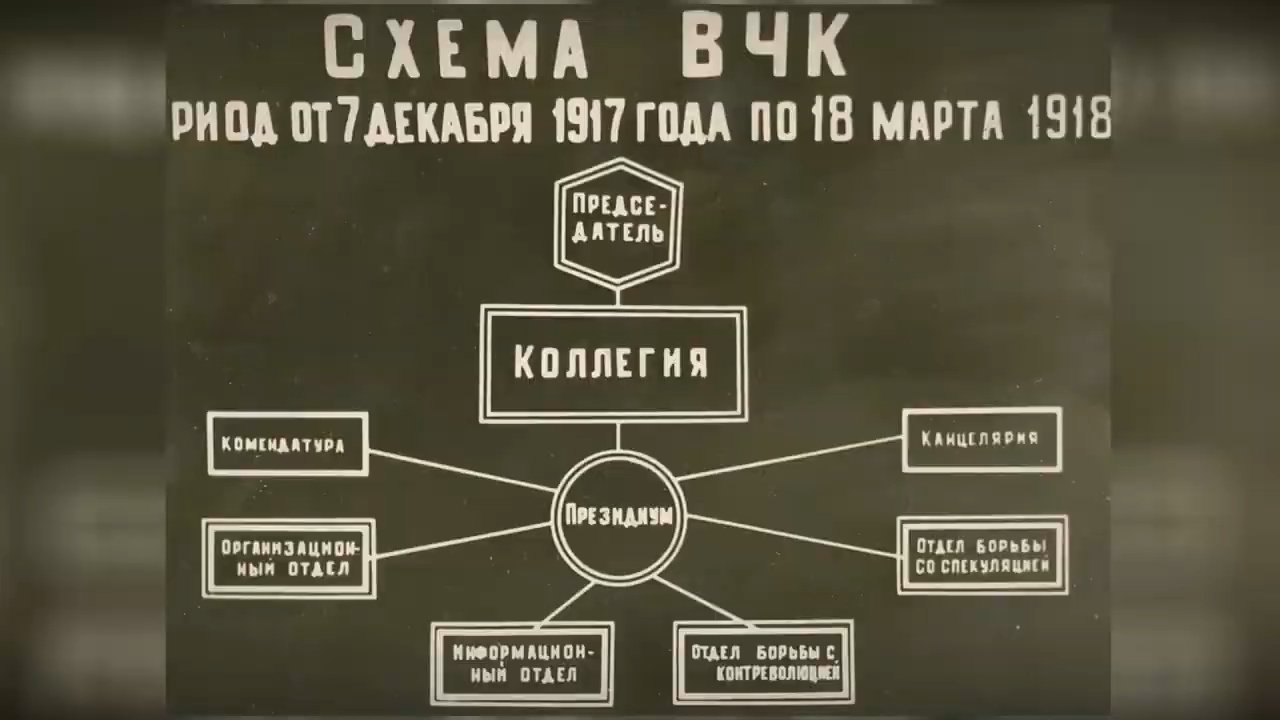 СХЕМА ВЧК
РИОД ОТ 7 ДЕКАБРЯ 1917 ГОДА ПО 18 МАРТА 1918
ПРЕДСЕ-
ДАТЕЛЬ
КОЛЛЕГИЯ
КОМЕНДАТУРА
КАНЦЕЛЯРИЯ
ПРЕЗИДИУМ
ОРГАНИЗАЦИОН-
НЫЙ ОТДЕЛ
ОТДЕЛ БОРЬБЫ
СО СПЕКУЛЯЦИЕЙ
ИНФОРМАЦИОН-
НЫЙ ОТДЕЛ
ОТДЕЛ БОРЬБЫ С
КОНТРЕВОЛЮЦИЕЙ